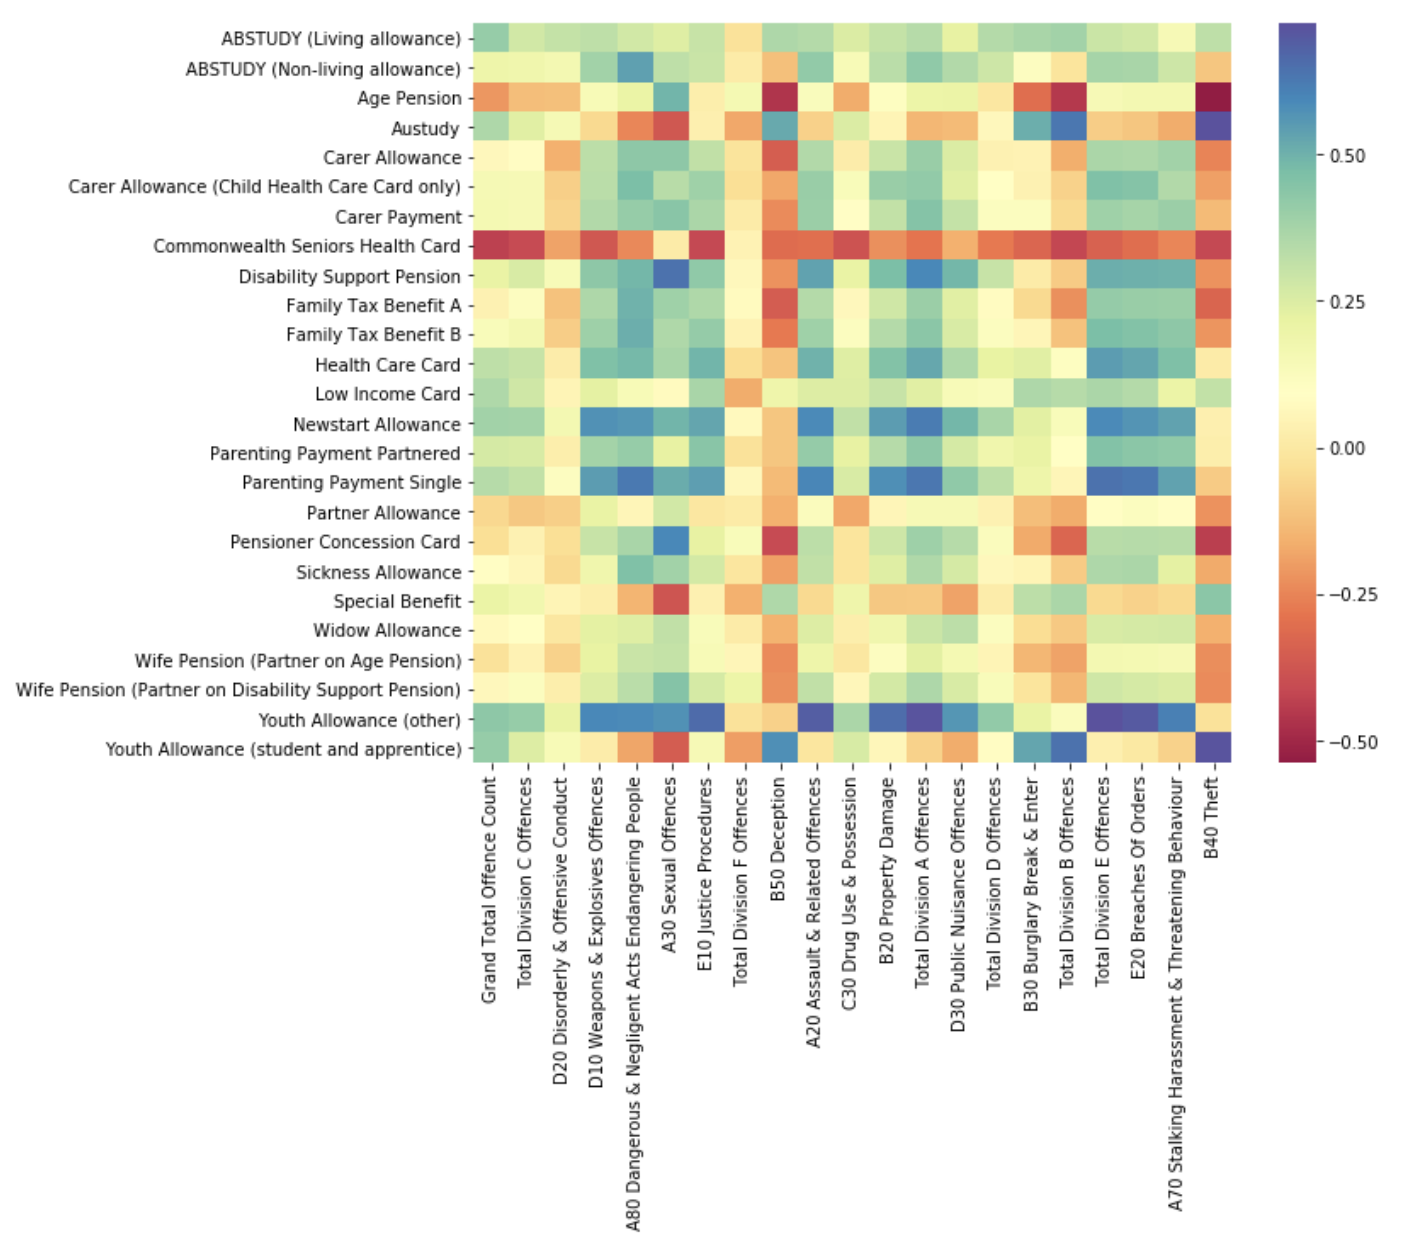 ABSTUDY (Living allowance)
ABSTUDY (Non-living allowance)
Age Pension
Austudy
Carer Allowance
Carer Allowance (Child Health Care Card only)
Carer Payment
Commonwealth Seniors Health Card
Disability Support Pension
Family Tax Benefit A
Family Tax Benefit B
Health Care Card
Low Income Card
Newstart Allowance
Parenting Payment Partnered
Parenting Payment Single
Partner Allowance
Pensioner Concession Card
Sickness Allowance
Special Benefit
Widow Allowance
Wife Pension (Partner on Age Pension)
Wife Pension (Partner on Disability Support Pension)
Youth Allowance (other)
Youth Allowance (student and apprentice)
Grand Total Offence Count
Total Division C Offences
D20 Disorderly & Offensive Conduct
D10 Weapons & Explosives Offences
A80 Dangerous & Negligent Acts Endangering People
A30 Sexual Offences
E10 Justice Procedures
Total Division F Offences
B50 Deception
A20 Assault & Related Offences
C30 Drug Use & Possession
B20 Property Damage
Total Division A Offences
D30 Public Nuisance Offences
Total Division D Offences
B30 Burglary Break & Enter
Total Division B Offences
Total Division E Offences
E20 Breaches Of Orders
A70 Stalking Harassment & Threatening Behaviour
B40 Theft
0.50
0.25
0.00
−0.25
−0.50